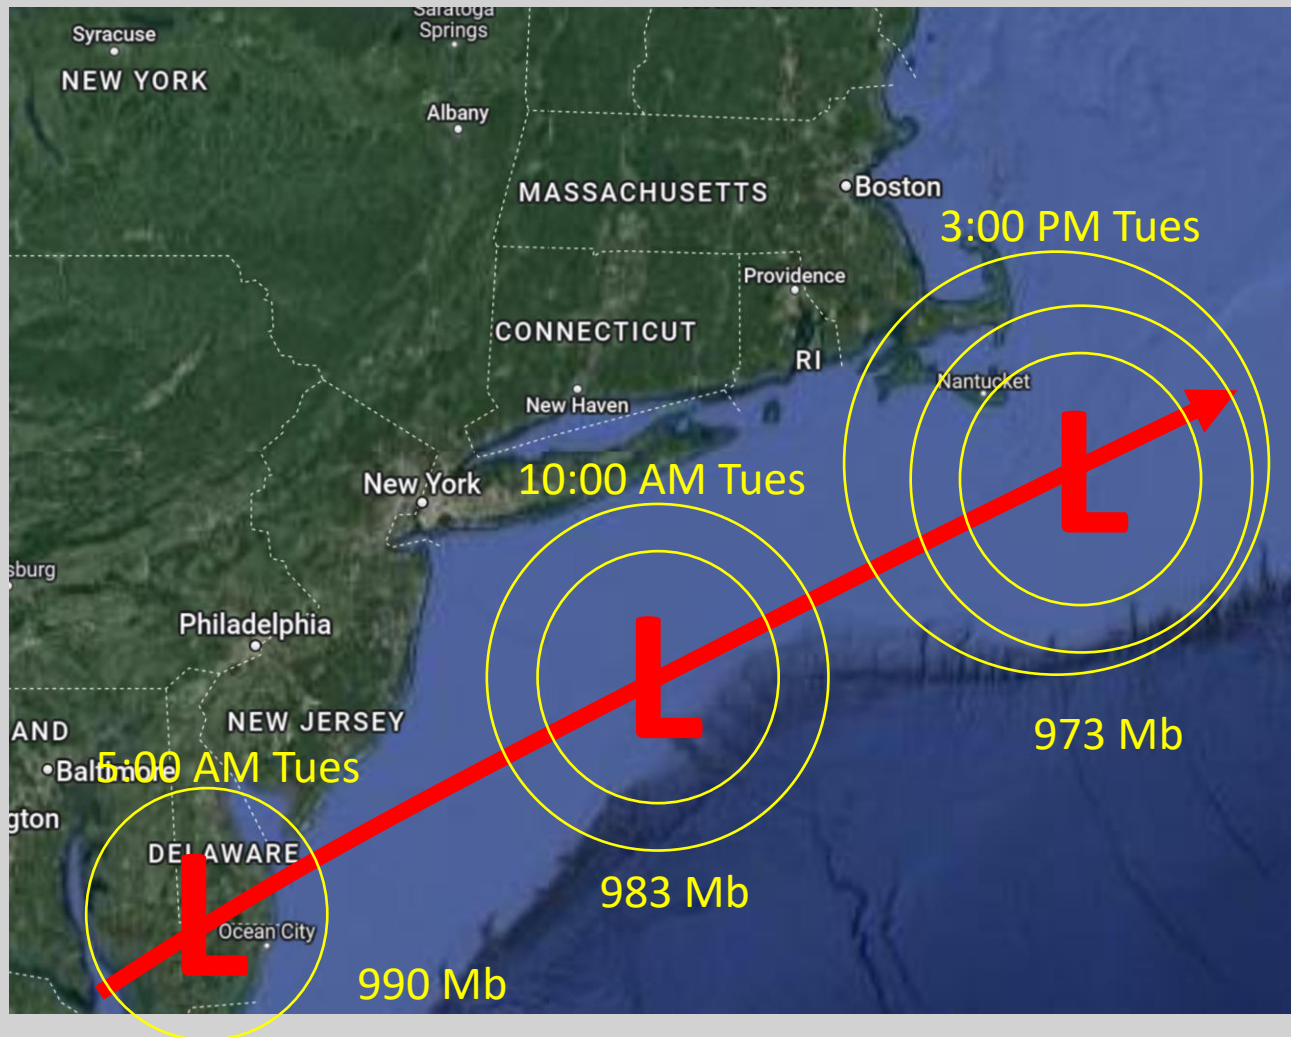 Saratoga
Springs
Syracuse
NEW YORK
Albany
MASSACHUSETTS
Boston
3:00 PM Tues
Providence
CONNECTICUT
RI
Nantucket
New Haven
L
New York
10:00 AM Tues
sburg
Philadelphia
L
NEW JERSEY
AND
973 Mb
5:00 AM Tues
Baltimore
gton
DELAWARE
983 Mb
L
Ocean City
990 Mb